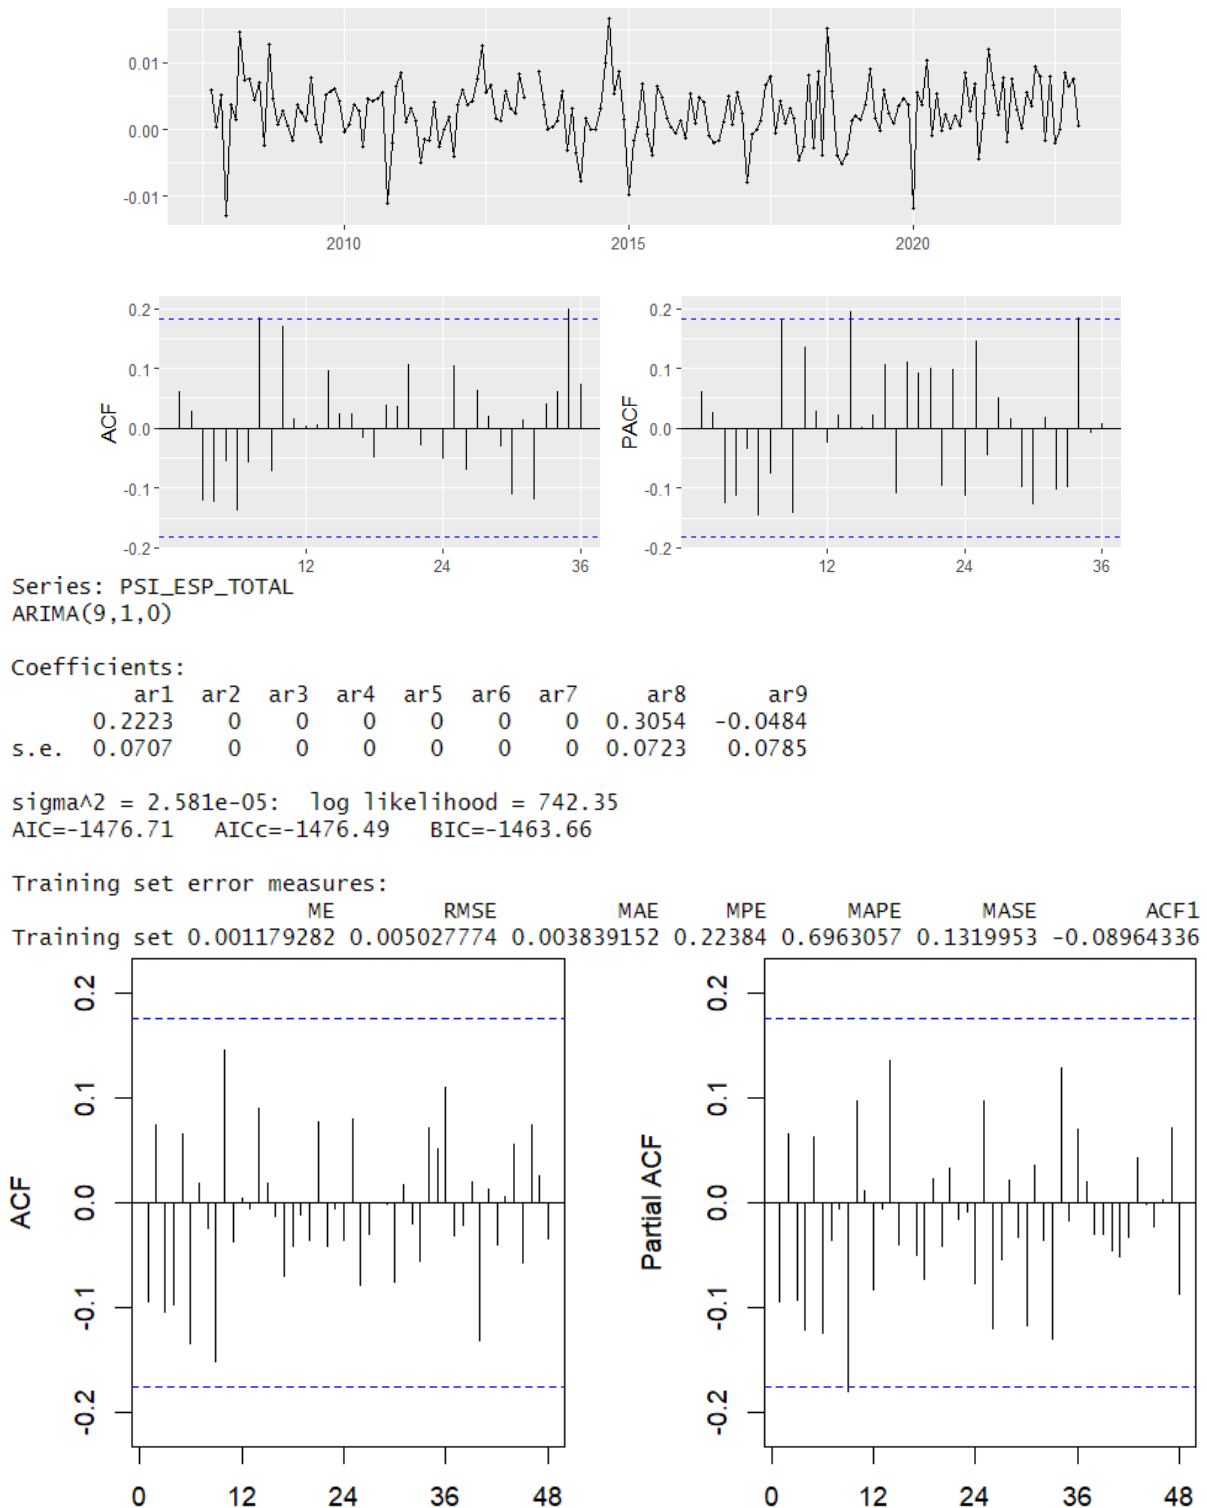 0.01
0.00
-0.01
2010 2015 2020
ACF
0.2
0.1
0.0
-0.1
-0.2
12 24 36
PACF
0.2
0.1
0.0
-0.1
-0.2
12 24 36
Series: PSI_ESP_TOTAL
ARIMA(9,1,0)
Coefficients:
ar1 ar2 ar3 ar4 ar5 ar6 ar7 ar8 ar9
0.2223 0 0 0 0 0 0 0.3054 -0.0484
s.e. 0.0707 0 0 0 0 0 0 0.0723 0.0785
sigma^2 = 2.581e-05: log likelihood = 742.35
AIC=-1476.71 AICc=-1476.49 BIC=-1463.66
Training set error measures:
ME RMSE MAE MPE MAPE MASE ACF1
Training set 0.001179282 0.005027774 0.003839152 0.22384 0.6963057 0.1319953 -0.08964336
ACF
0.2
0.1
0.0
-0.1
-0.2
0 12 24 36 48
Partial ACF
0.2
0.1
0.0
-0.1
-0.2
0 12 24 36 48